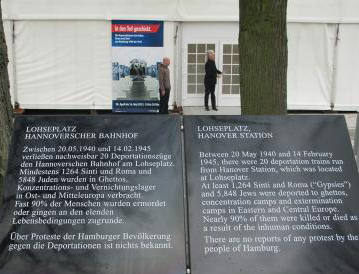 In den Tod geschickt.
LOHSEPLATZ
HANNOVERSCHER BAHNHOF
Zwischen 20.05.1940 und 14.02.1945
verließen nachweisbar 20 Deportationszüge
den Hannoverschen Bahnhof am Lohseplatz.
Mindestens 1264 Sinti und Roma und
5848 Juden wurden in Ghettos,
Konzentrations- und Vernichtungslager
in Ost- und Mitteleuropa verbracht.
Fast 90% der Menschen wurden ermordet
oder gingen an den elenden
Lebensbedingungen zugrunde.
Über Proteste der Hamburger Bevölkerung
gegen die Deportationen ist nichts bekannt.
LOHSEPLATZ,
HANOVER STATION
Between 20 May 1940 and 14 February
1945, there were 20 deportation trains run
from Hanover Station, which was located
at Lohseplatz.
At least 1,264 Sinti and Roma ("Gypsies")
and 5,848 Jews were deported to ghettos,
concentration camps and extermination
camps in Eastern and Central Europe.
Nearly 90% of them were killed or died as
a result of the inhuman conditions.
There are no reports of any protest by the
people of Hamburg.